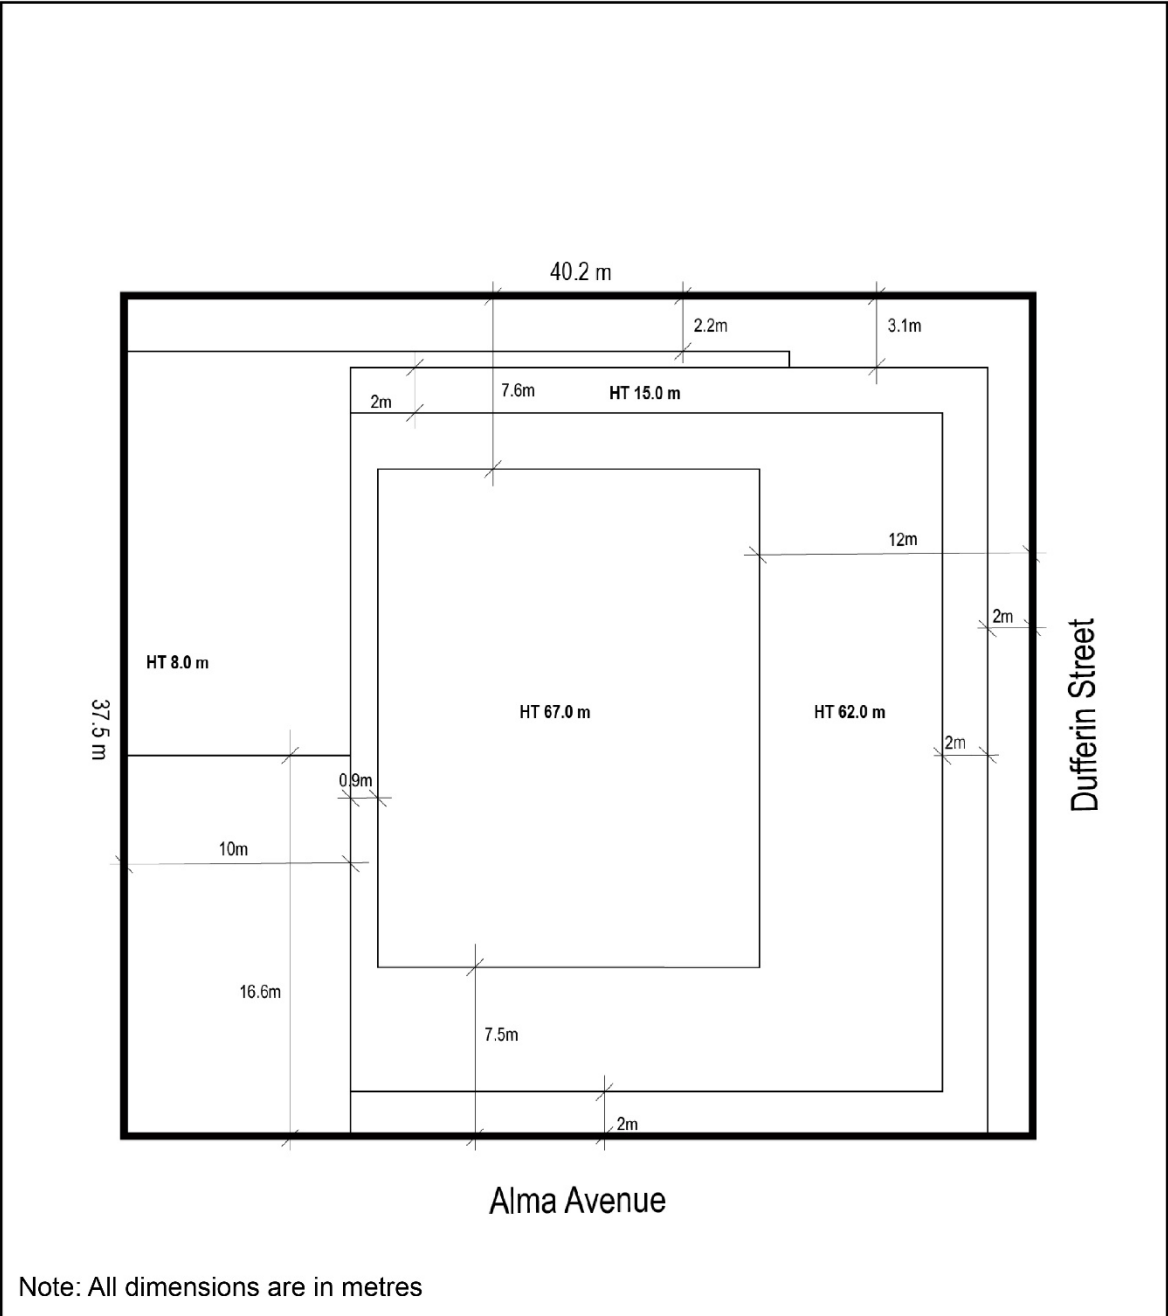 40.2 m
2.2m
3.1m
7.6m
HT 15.0 m
2m
12m
2m
HT 8.0 m
37.5 m
HT 67.0 m
HT 62.0 m
Dufferin Street
2m
0.9m
10m
16.6m
7.5m
2m
Alma Avenue
Note: All dimensions are in metres